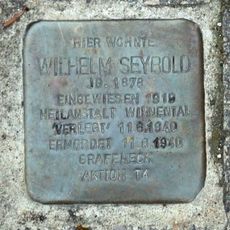 HIER WOHNTE
WILHELM SEYBOLD
JG. 1878
EINGEWIESEN 1919
HEILANSTALT WINNENTAL
"VERLEGT" 11.6.1940
ERMORDET 11.6.1940
GRAFENECK
AKTION T4